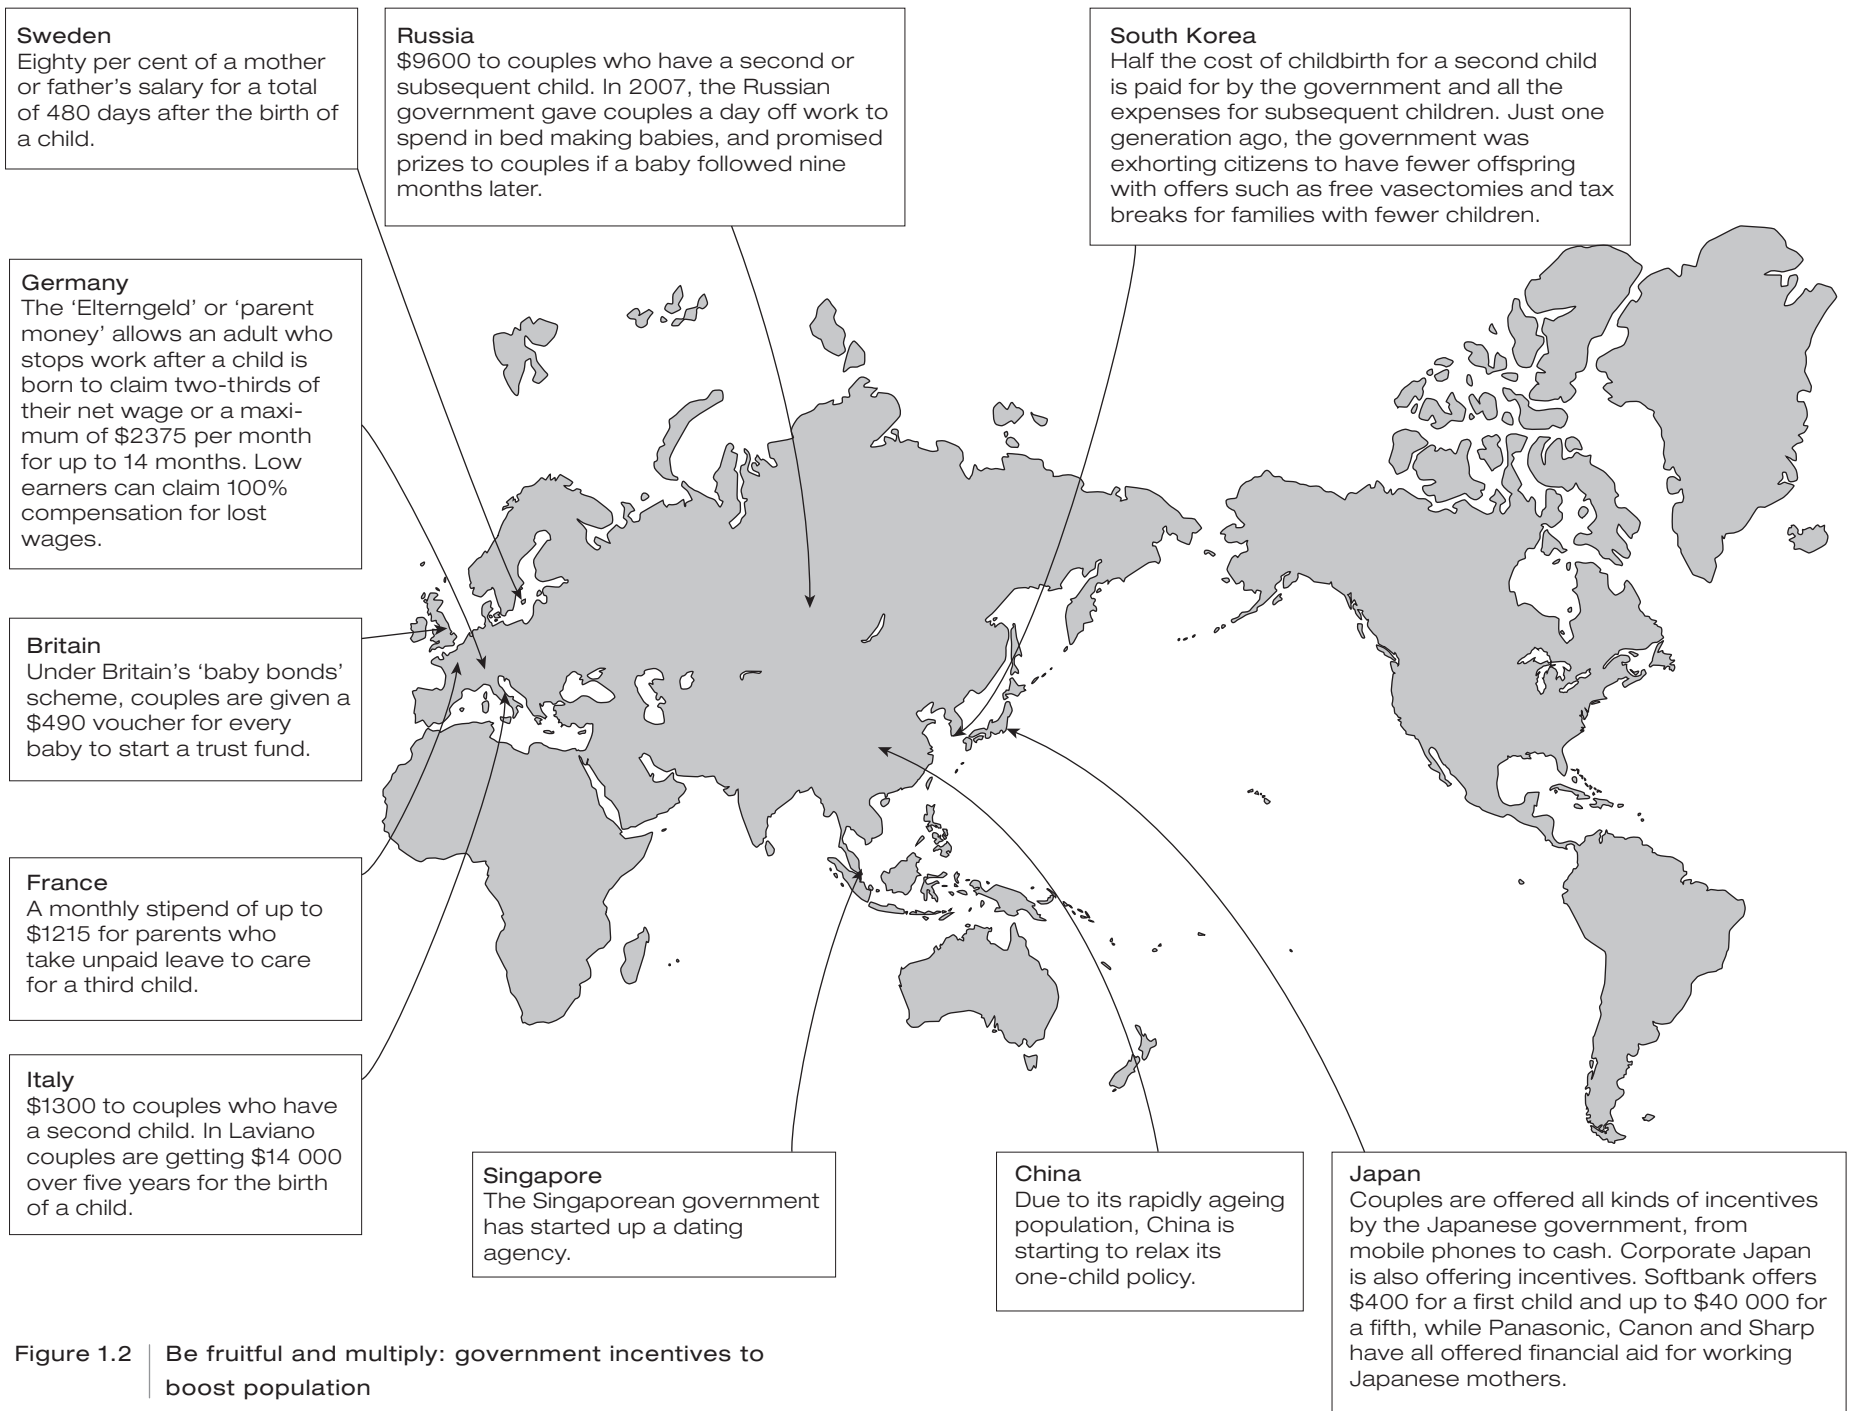 Sweden
Eighty per cent of a mother
or father’s salary for a total
of 480 days after the birth of
a child.
Russia
$9600 to couples who have a second or
subsequent child. In 2007, the Russian
government gave couples a day off work to
spend in bed making babies, and promised
prizes to couples if a baby followed nine
months later.
South Korea
Half the cost of childbirth for a second child
is paid for by the government and all the
expenses for subsequent children. Just one
generation ago, the government was
exhorting citizens to have fewer offspring
with offers such as free vasectomies and tax
breaks for families with fewer children.
Germany
The ‘Elterngeld’ or ‘parent
money’ allows an adult who
stops work after a child is
born to claim two-thirds of
their net wage or a maxi-
mum of $2375 per month
for up to 14 months. Low
earners can claim 100%
compensation for lost
wages.
Britain
Under Britain’s ‘baby bonds’
scheme, couples are given a
$490 voucher for every
baby to start a trust fund.
France
A monthly stipend of up to
$1215 for parents who
take unpaid leave to care
for a third child.
Italy
$1300 to couples who have
a second child. In Laviano
couples are getting $14 000
over five years for the birth
of a child.
Singapore
The Singaporean government
has started up a dating
agency.
China
Due to its rapidly ageing
population, China is
starting to relax its
one-child policy.
Japan
Couples are offered all kinds of incentives
by the Japanese government, from
mobile phones to cash. Corporate Japan
is also offering incentives. Softbank offers
$400 for a first child and up to $40 000 for
a fifth, while Panasonic, Canon and Sharp
have all offered financial aid for working
Japanese mothers.
Figure 1.2 Be fruitful and multiply: government incentives to
boost population